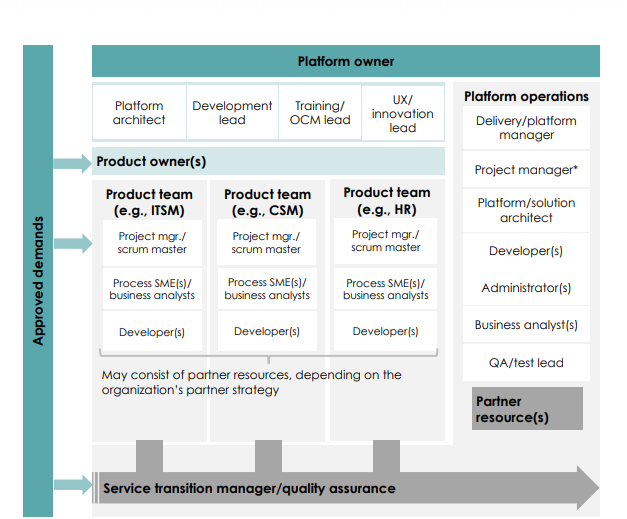 Platform owner
Platform
architect
Development
lead
Training/
OCM lead
UX/
innovation
lead
Platform operations
Delivery/platform
manager
Project manager*
Platform/solution
architect
Developer(s)
Administrator(s)
Business analyst(s)
QA/test lead
Partner
resource(s)
Approved demands
Product owner(s)
Product team
(e.g., ITSM)
Project mgr./
scrum master
Process SME(s)/
business analysts
Developer(s)
Product team
(e.g., CSM)
Project mgr./
scrum master
Process SME(s)/
business analysts
Developer(s)
Product team
(e.g., HR)
Project mgr./
scrum master
Process SME(s)/
business analysts
Developer(s)
May consist of partner resources, depending on the
organization's partner strategy
Service transition manager/quality assurance